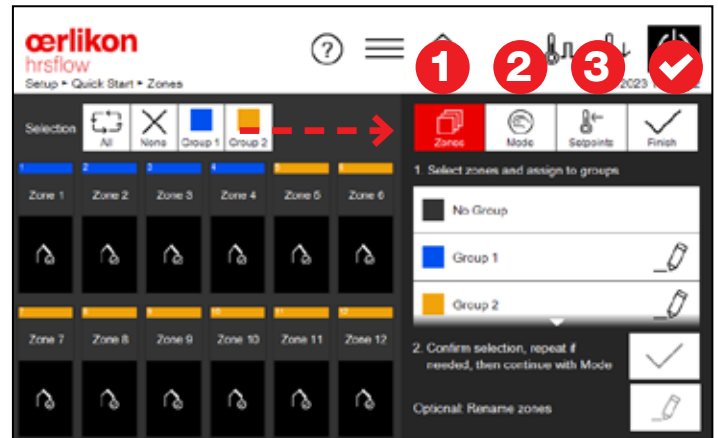 œrlikon
hrsflow
Setup ▸ Quick Start ▸ Zones
?
1
2
3
2023
Selection
All
None
Group 1
Group 2
Zones
Mode
Setpoints
Finish
1. Select zones and assign to groups
No Group
Group 1
Group 2
2. Confirm selection, repeat if
needed, then continue with Mode
Optional: Rename zones
1
2
3
4
5
6
Zone 1
Zone 2
Zone 3
Zone 4
Zone 5
Zone 6
7
8
9
10
11
12
Zone 7
Zone 8
Zone 9
Zone 10
Zone 11
Zone 12